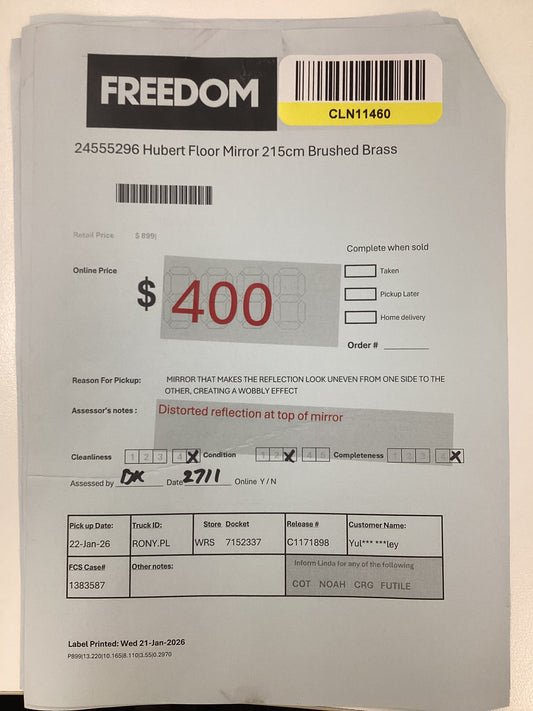 FREEDOM
CLN11460
24555296 Hubert Floor Mirror 215cm Brushed Brass
Retail Price $ 899|
Complete when sold
Online Price
$ 400
Taken
Pickup Later
Home delivery
Order #
Reason For Pickup: MIRROR THAT MAKES THE REFLECTION LOOK UNEVEN FROM ONE SIDE TO THE
OTHER, CREATING A WOBBLY EFFECT
Assessor's notes : Distorted reflection at top of mirror
Cleanliness 1 2 3 4 X Condition 1 2 X 4 5 Completeness 1 2 3 4 X
Assessed by DK Date 27/1 Online Y / N
Pick up Date: Truck ID: Store Docket Release # Customer Name:
22-Jan-26 RONY.PL WRS 7152337 C1171898 Yul*** ***ley
FCS Case# Other notes: Inform Linda for any of the following
1383587 COT NOAH CRG FUTILE
Label Printed: Wed 21-Jan-2026
P899|13.220|10.165|8.110|3.55|0.2970